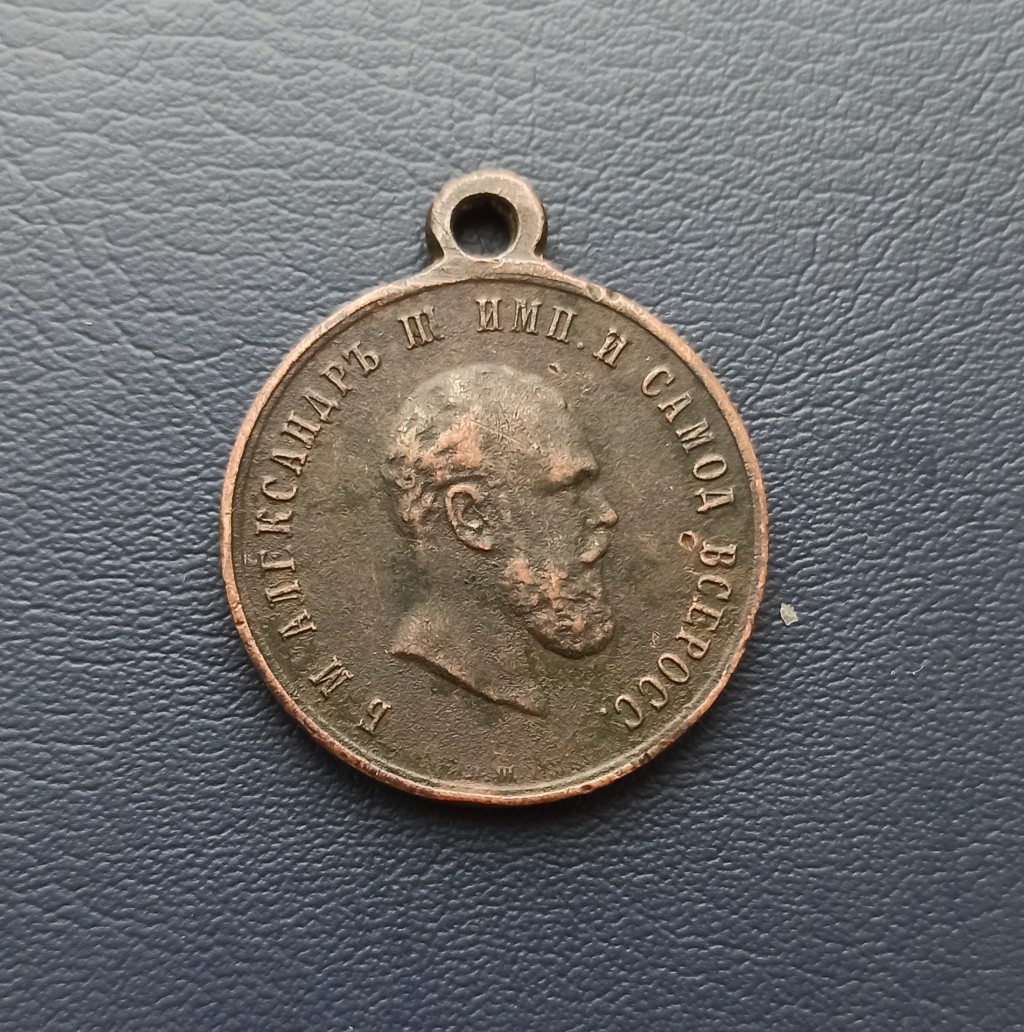 Б М АЛЕКСАНДРЪ III ИМП. И САМОД. ВСЕРОСС.